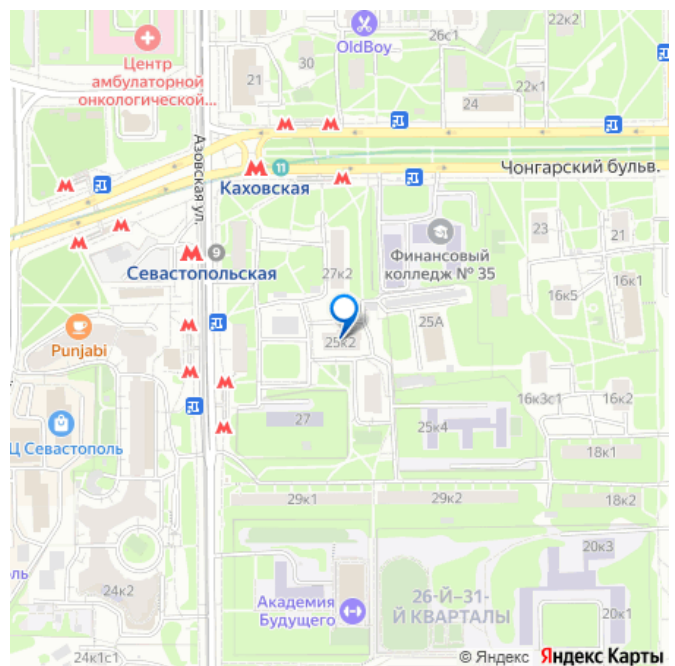 22к2
26с1
OldBoy
30
21
22к1
24
Центр
амбулаторной
онкологической...
Азовская ул.
11
Каховская
Чонгарский бульв.
9
Севастопольская
Финансовый
колледж № 35
23
21
27к2
16к1
16к5
25А
25к2
Punjabi
16к3с1
16к2
27
25к4
Ц Севастополь
18к1
29к1
29к2
18к2
20к3
оль
24к2
Академия
Будущего
26-Й–31-
Й КВАРТАЛЫ
20к1
24к1с1
© Яндекс Яндекс Карты